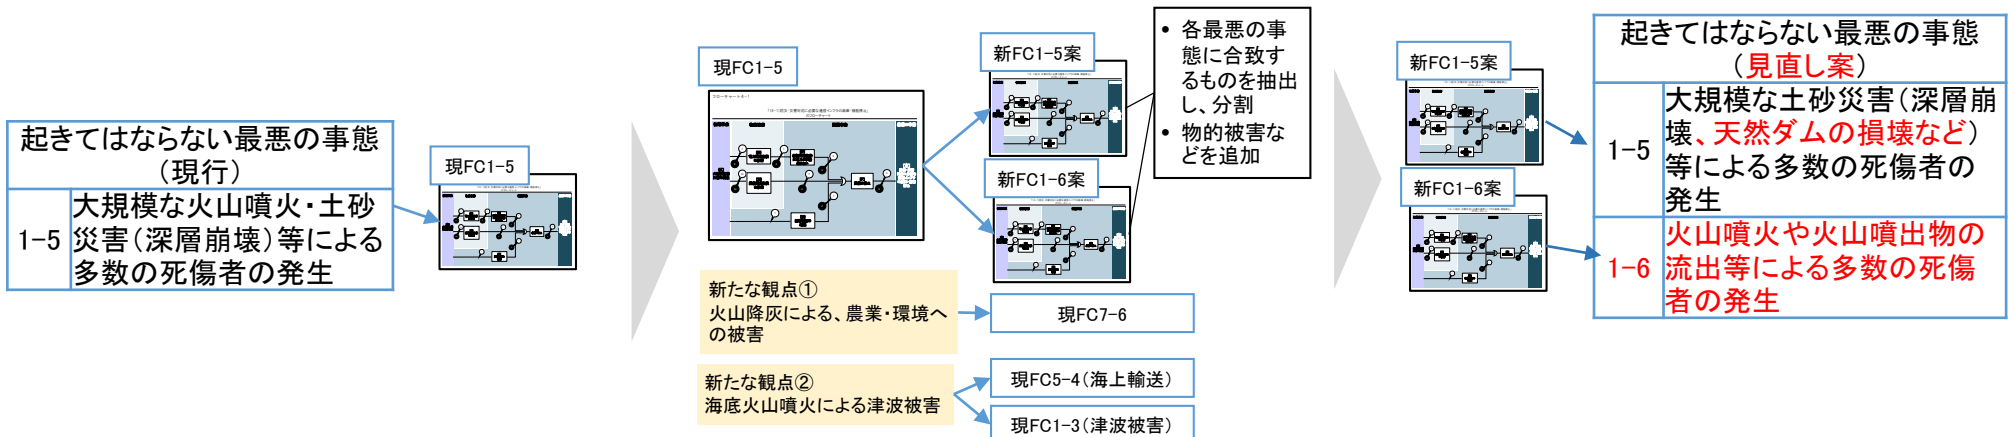 起きてはならない最悪の事態
（現行）
1-5
大規模な火山噴火・土砂
災害（深層崩壊）等による
多数の死傷者の発生
現FC1-5
現FC1-5
フローチャート4-1
新FC1-5案
新FC1-6案
• 各最悪の事
態に合致す
るものを抽出
し、分割
• 物的被害な
どを追加
新たな観点①
火山降灰による、農業・環境へ
の被害
現FC7-6
新たな観点②
海底火山噴火による津波被害
現FC5-4（海上輸送）
現FC1-3（津波被害）
新FC1-5案
新FC1-6案
起きてはならない最悪の事態
（見直し案）
1-5
大規模な土砂災害（深層崩
壊、天然ダムの損壊など）
等による多数の死傷者の
発生
1-6
火山噴火や火山噴出物の
流出等による多数の死傷
者の発生